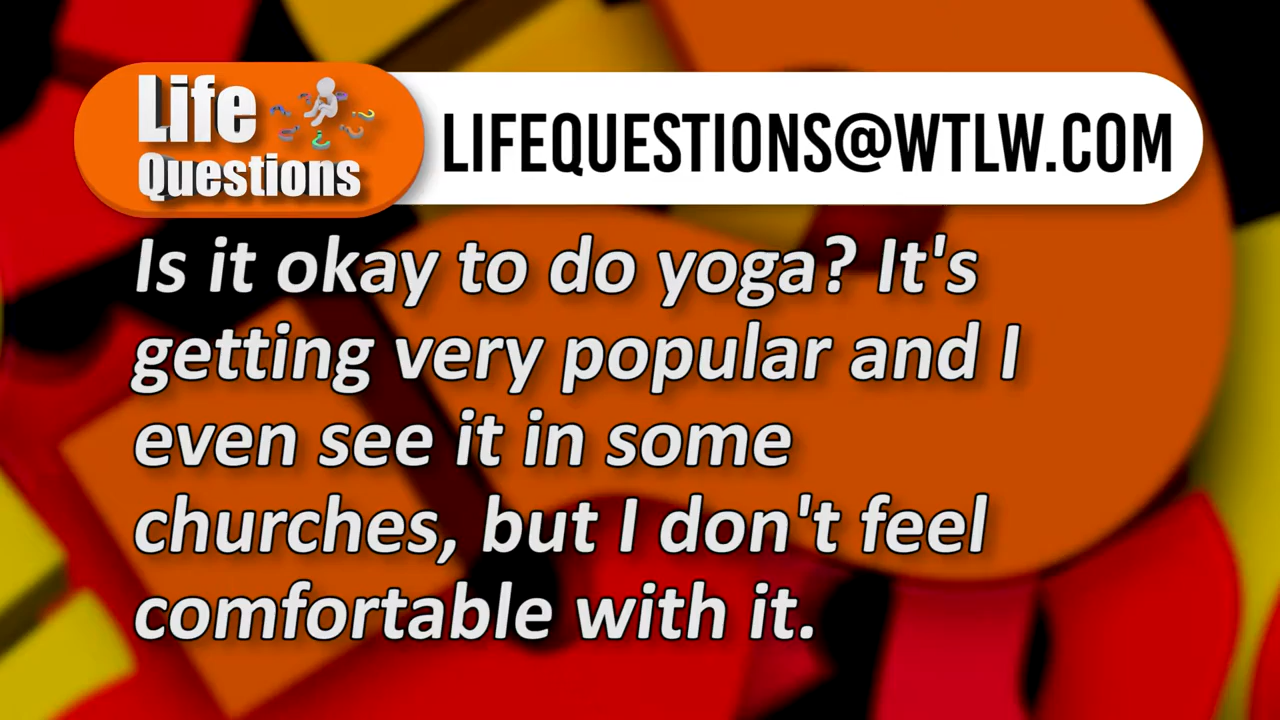 Life
Questions
LIFEQUESTIONS@WTLW.COM
Is it okay to do yoga? It's
getting very popular and I
even see it in some
churches, but I don't feel
comfortable with it.